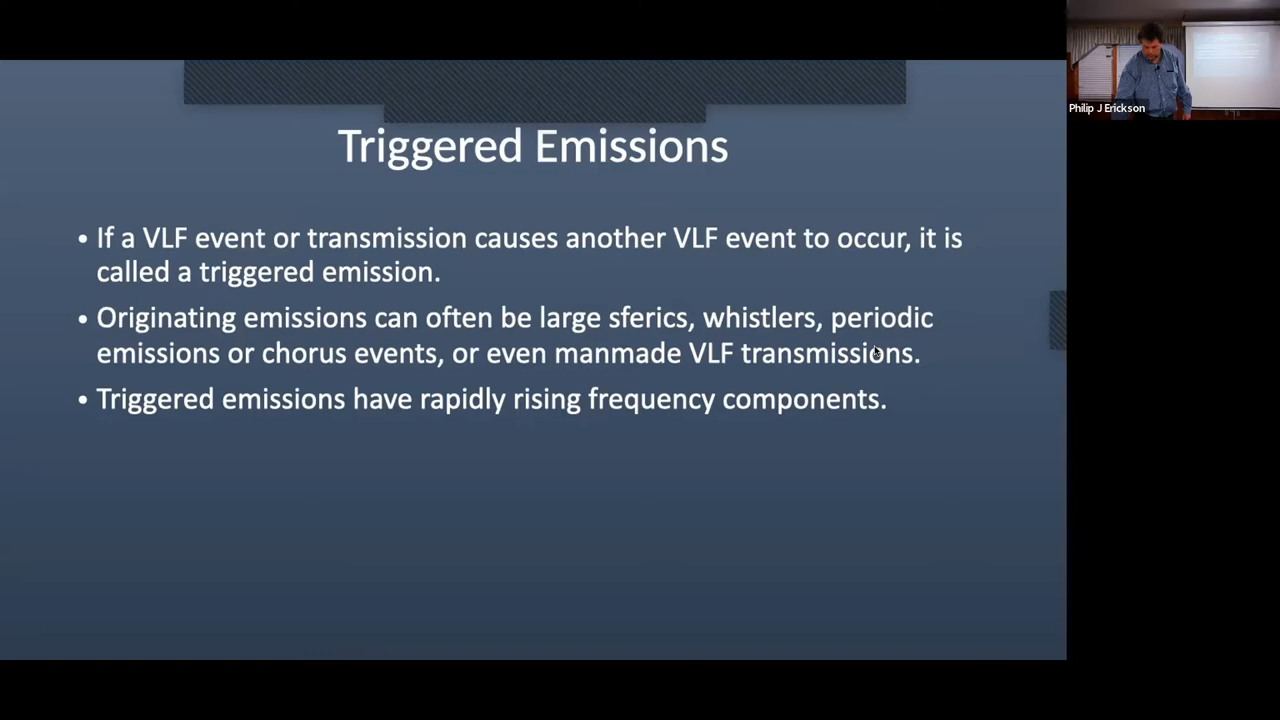 Philip J Erickson
Triggered Emissions
• If a VLF event or transmission causes another VLF event to occur, it is
called a triggered emission.
• Originating emissions can often be large sferics, whistlers, periodic
emissions or chorus events, or even manmade VLF transmissions.
• Triggered emissions have rapidly rising frequency components.